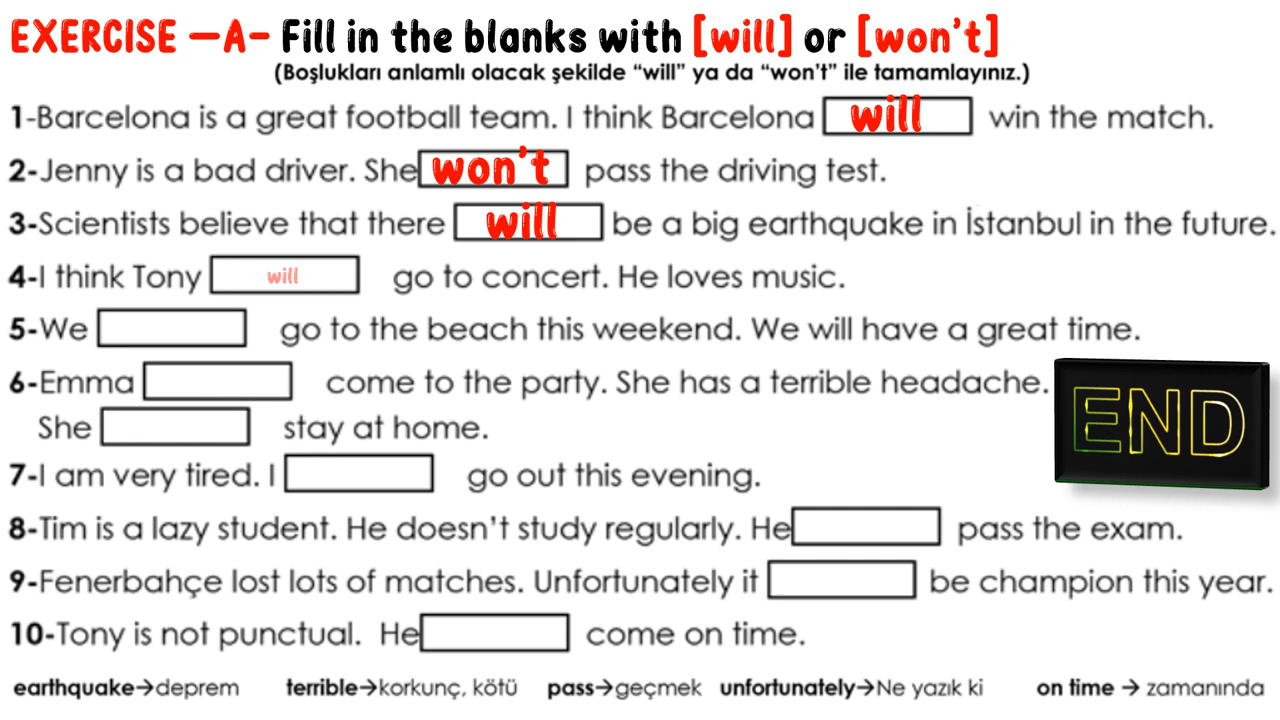 EXERCISE –A- Fill in the blanks with [will] or [won't]
(Boşlukları anlamlı olacak şekilde “will” ya da “won't” ile tamamlayınız.)
1-Barcelona is a great football team. I think Barcelona will win the match.
2-Jenny is a bad driver. She won't pass the driving test.
3-Scientists believe that there will be a big earthquake in İstanbul in the future.
4-I think Tony will go to concert. He loves music.
5-We go to the beach this weekend. We will have a great time.
6-Emma come to the party. She has a terrible headache.
She stay at home.
END
7-I am very tired. I go out this evening.
8-Tim is a lazy student. He doesn't study regularly. He pass the exam.
9-Fenerbahçe lost lots of matches. Unfortunately it be champion this year.
10-Tony is not punctual. He come on time.
earthquake→deprem terrible→korkunç, kötü pass→geçmek unfortunately→Ne yazık ki on time → zamanında